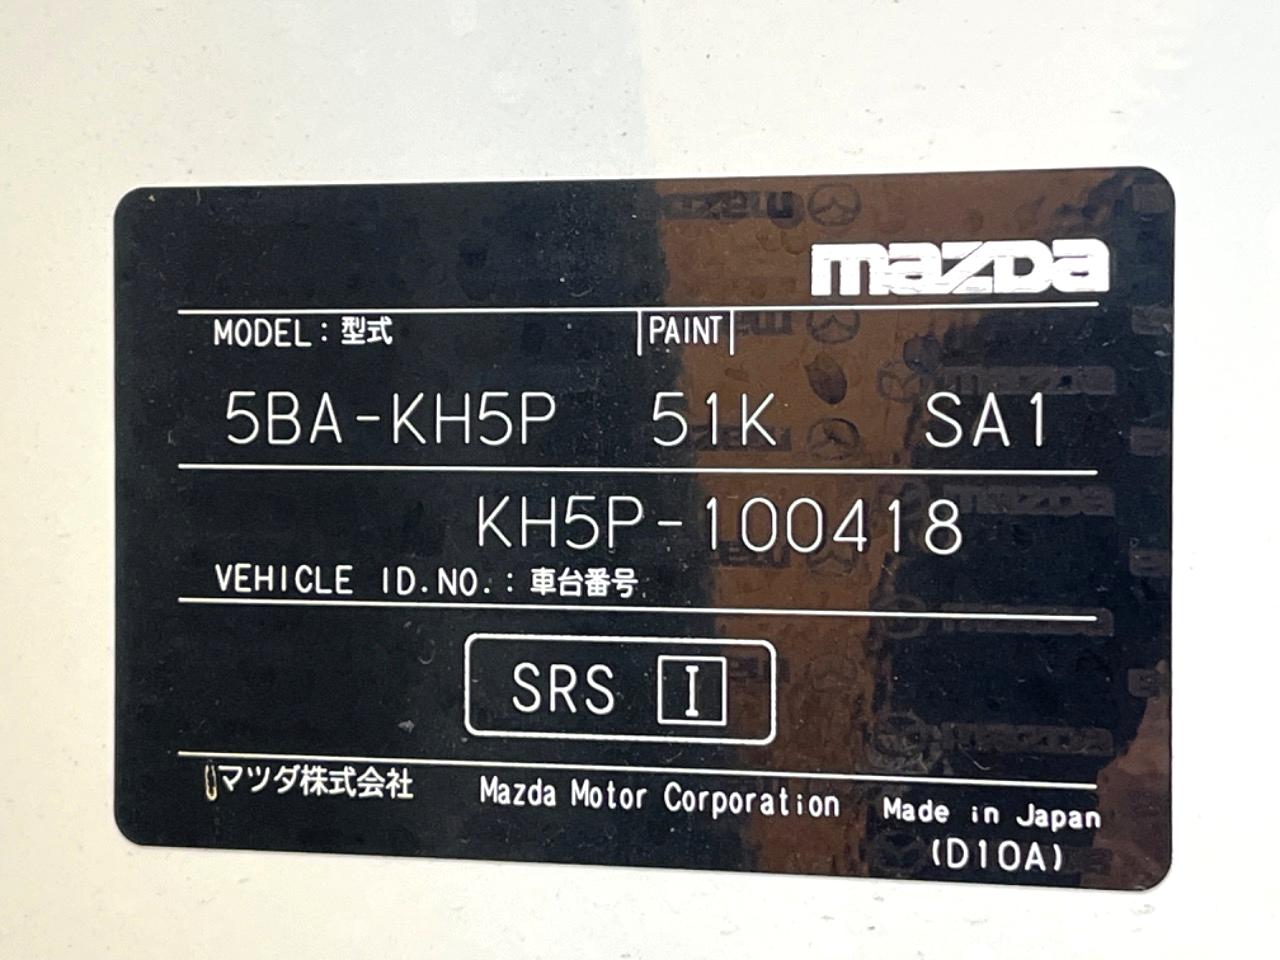 mazda
MODEL : 型式 PAINT
5BA-KH5P 51K SA1
KH5P-100418
VEHICLE ID.NO. : 車台番号
SRS I
マツダ株式会社 Mazda Motor Corporation Made in Japan
(D10A)